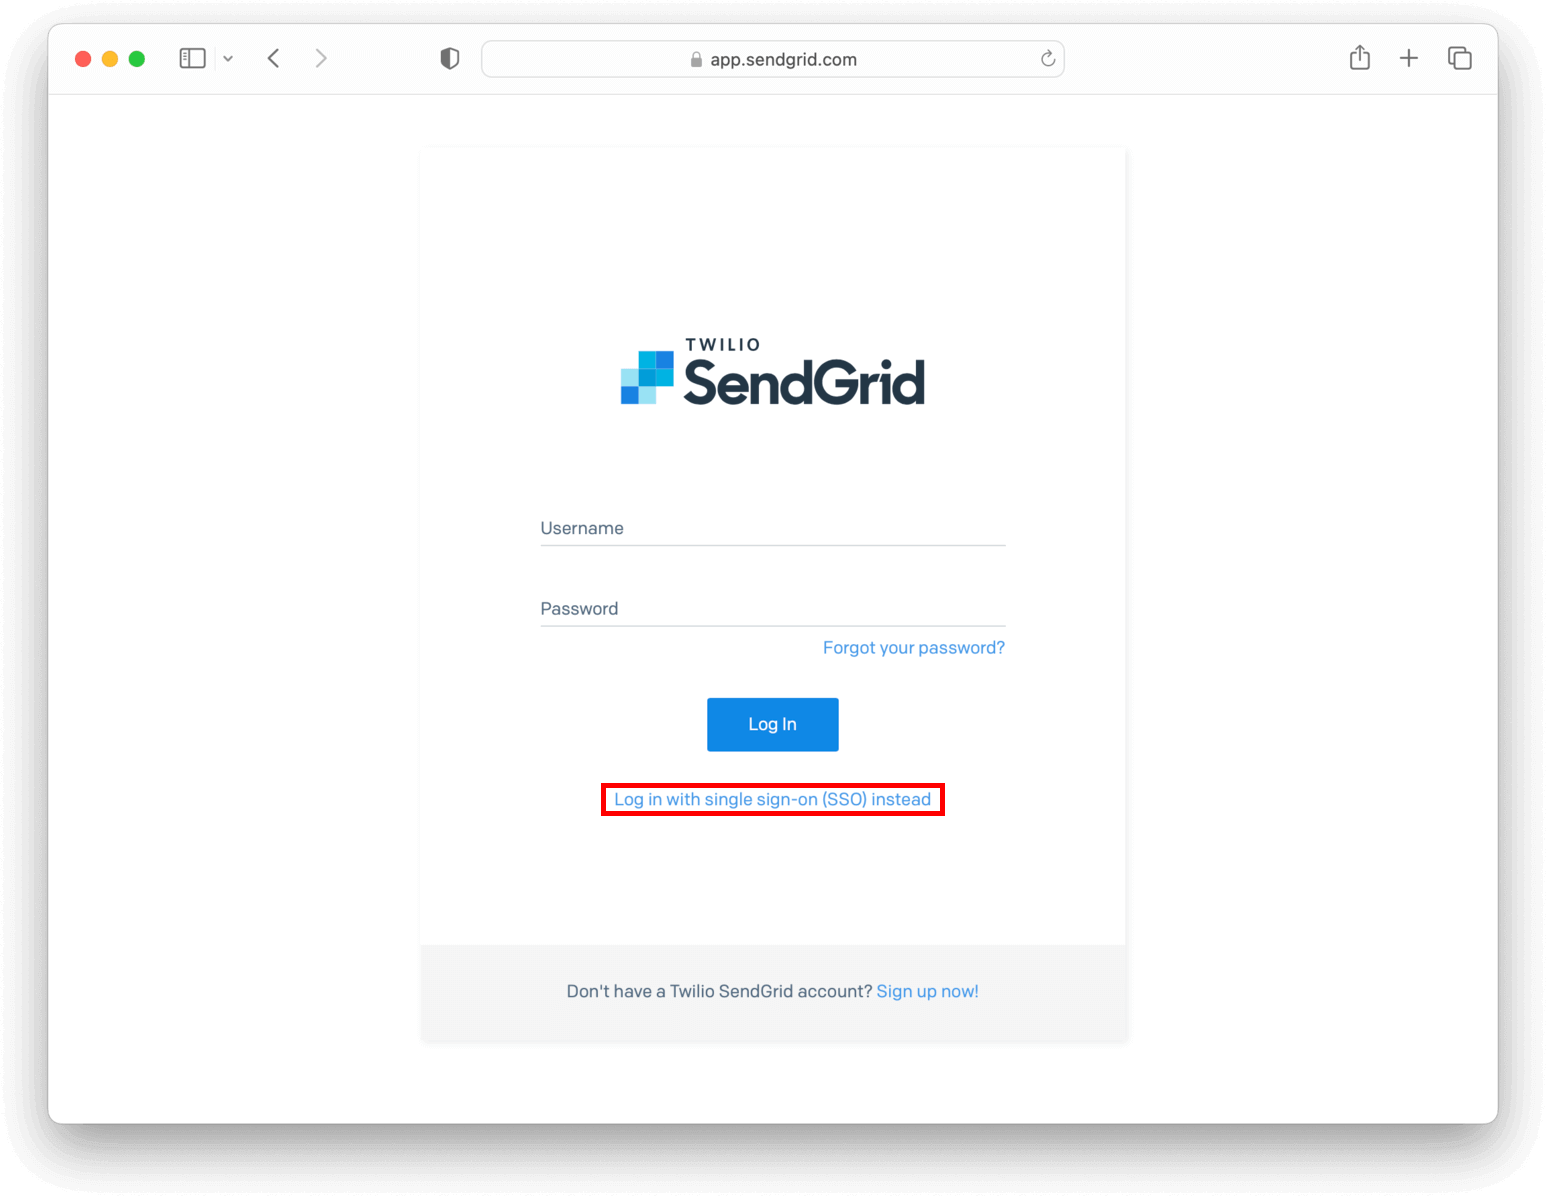 app.sendgrid.com
TWILIO
SendGrid
Username
Password
Forgot your password?
Log In
Log in with single sign-on (SSO) instead
Don't have a Twilio SendGrid account? Sign up now!